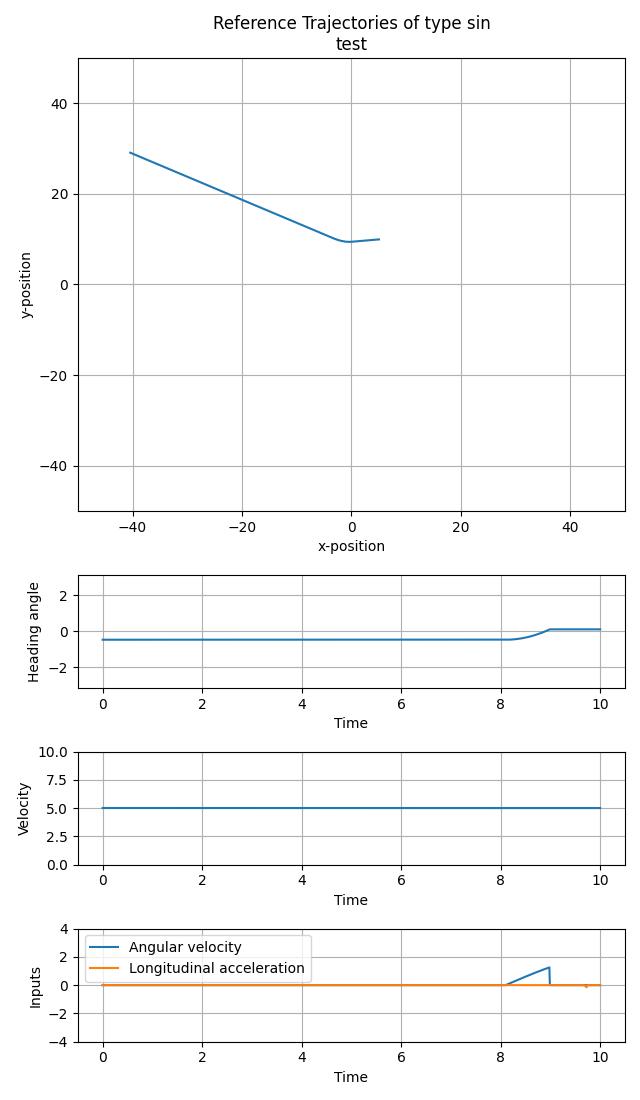 Reference Trajectories of type sin
test
40
20
0
−20
−40
y-position
−40 −20 0 20 40
x-position
2
0
−2
Heading angle
0 2 4 6 8 10
Time
10.0
7.5
5.0
2.5
0.0
Velocity
0 2 4 6 8 10
Time
4
2
0
−2
−4
Inputs
Angular velocity
Longitudinal acceleration
0 2 4 6 8 10
Time